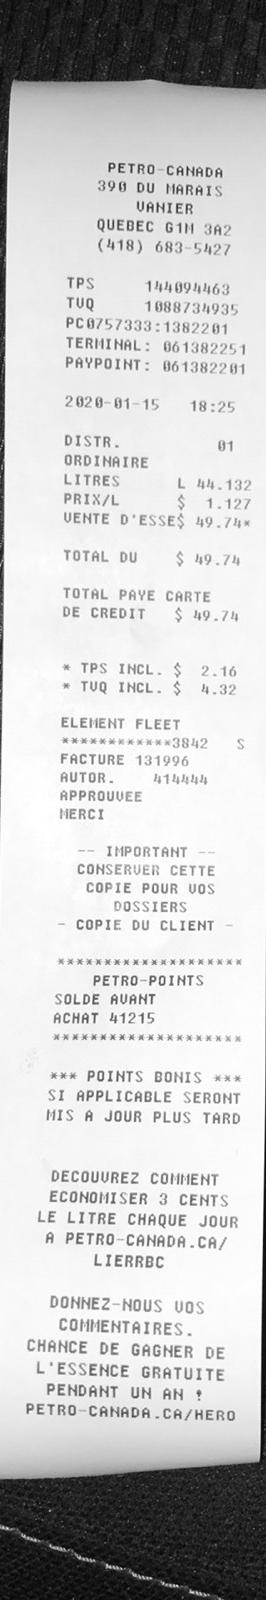 PETRO-CANADA
390 DU MARAIS
VANIER
QUEBEC G1M 3A2
(418) 683-5427
TPS 144094463
TVQ 1088734935
PC0757333:1382201
TERMINAL: 061382251
PAYPOINT: 061382201
2020-01-15 18:25
DISTR. 01
ORDINAIRE
LITRES L 44.132
PRIX/L $ 1.127
VENTE D'ESSE$ 49.74*
TOTAL DU $ 49.74
TOTAL PAYE CARTE
DE CREDIT $ 49.74
* TPS INCL. $ 2.16
* TVQ INCL. $ 4.32
ELEMENT FLEET
************3842 S
FACTURE 131996
AUTOR. 414444
APPROUVEE
MERCI
-- IMPORTANT --
CONSERVER CETTE
COPIE POUR VOS
DOSSIERS
- COPIE DU CLIENT -
********************
PETRO-POINTS
SOLDE AVANT
ACHAT 41215
********************
*** POINTS BONIS ***
SI APPLICABLE SERONT
MIS A JOUR PLUS TARD
DECOUVREZ COMMENT
ECONOMISER 3 CENTS
LE LITRE CHAQUE JOUR
A PETRO-CANADA.CA/
LIERRBC
DONNEZ-NOUS VOS
COMMENTAIRES.
CHANCE DE GAGNER DE
L'ESSENCE GRATUITE
PENDANT UN AN !
PETRO-CANADA.CA/HERO